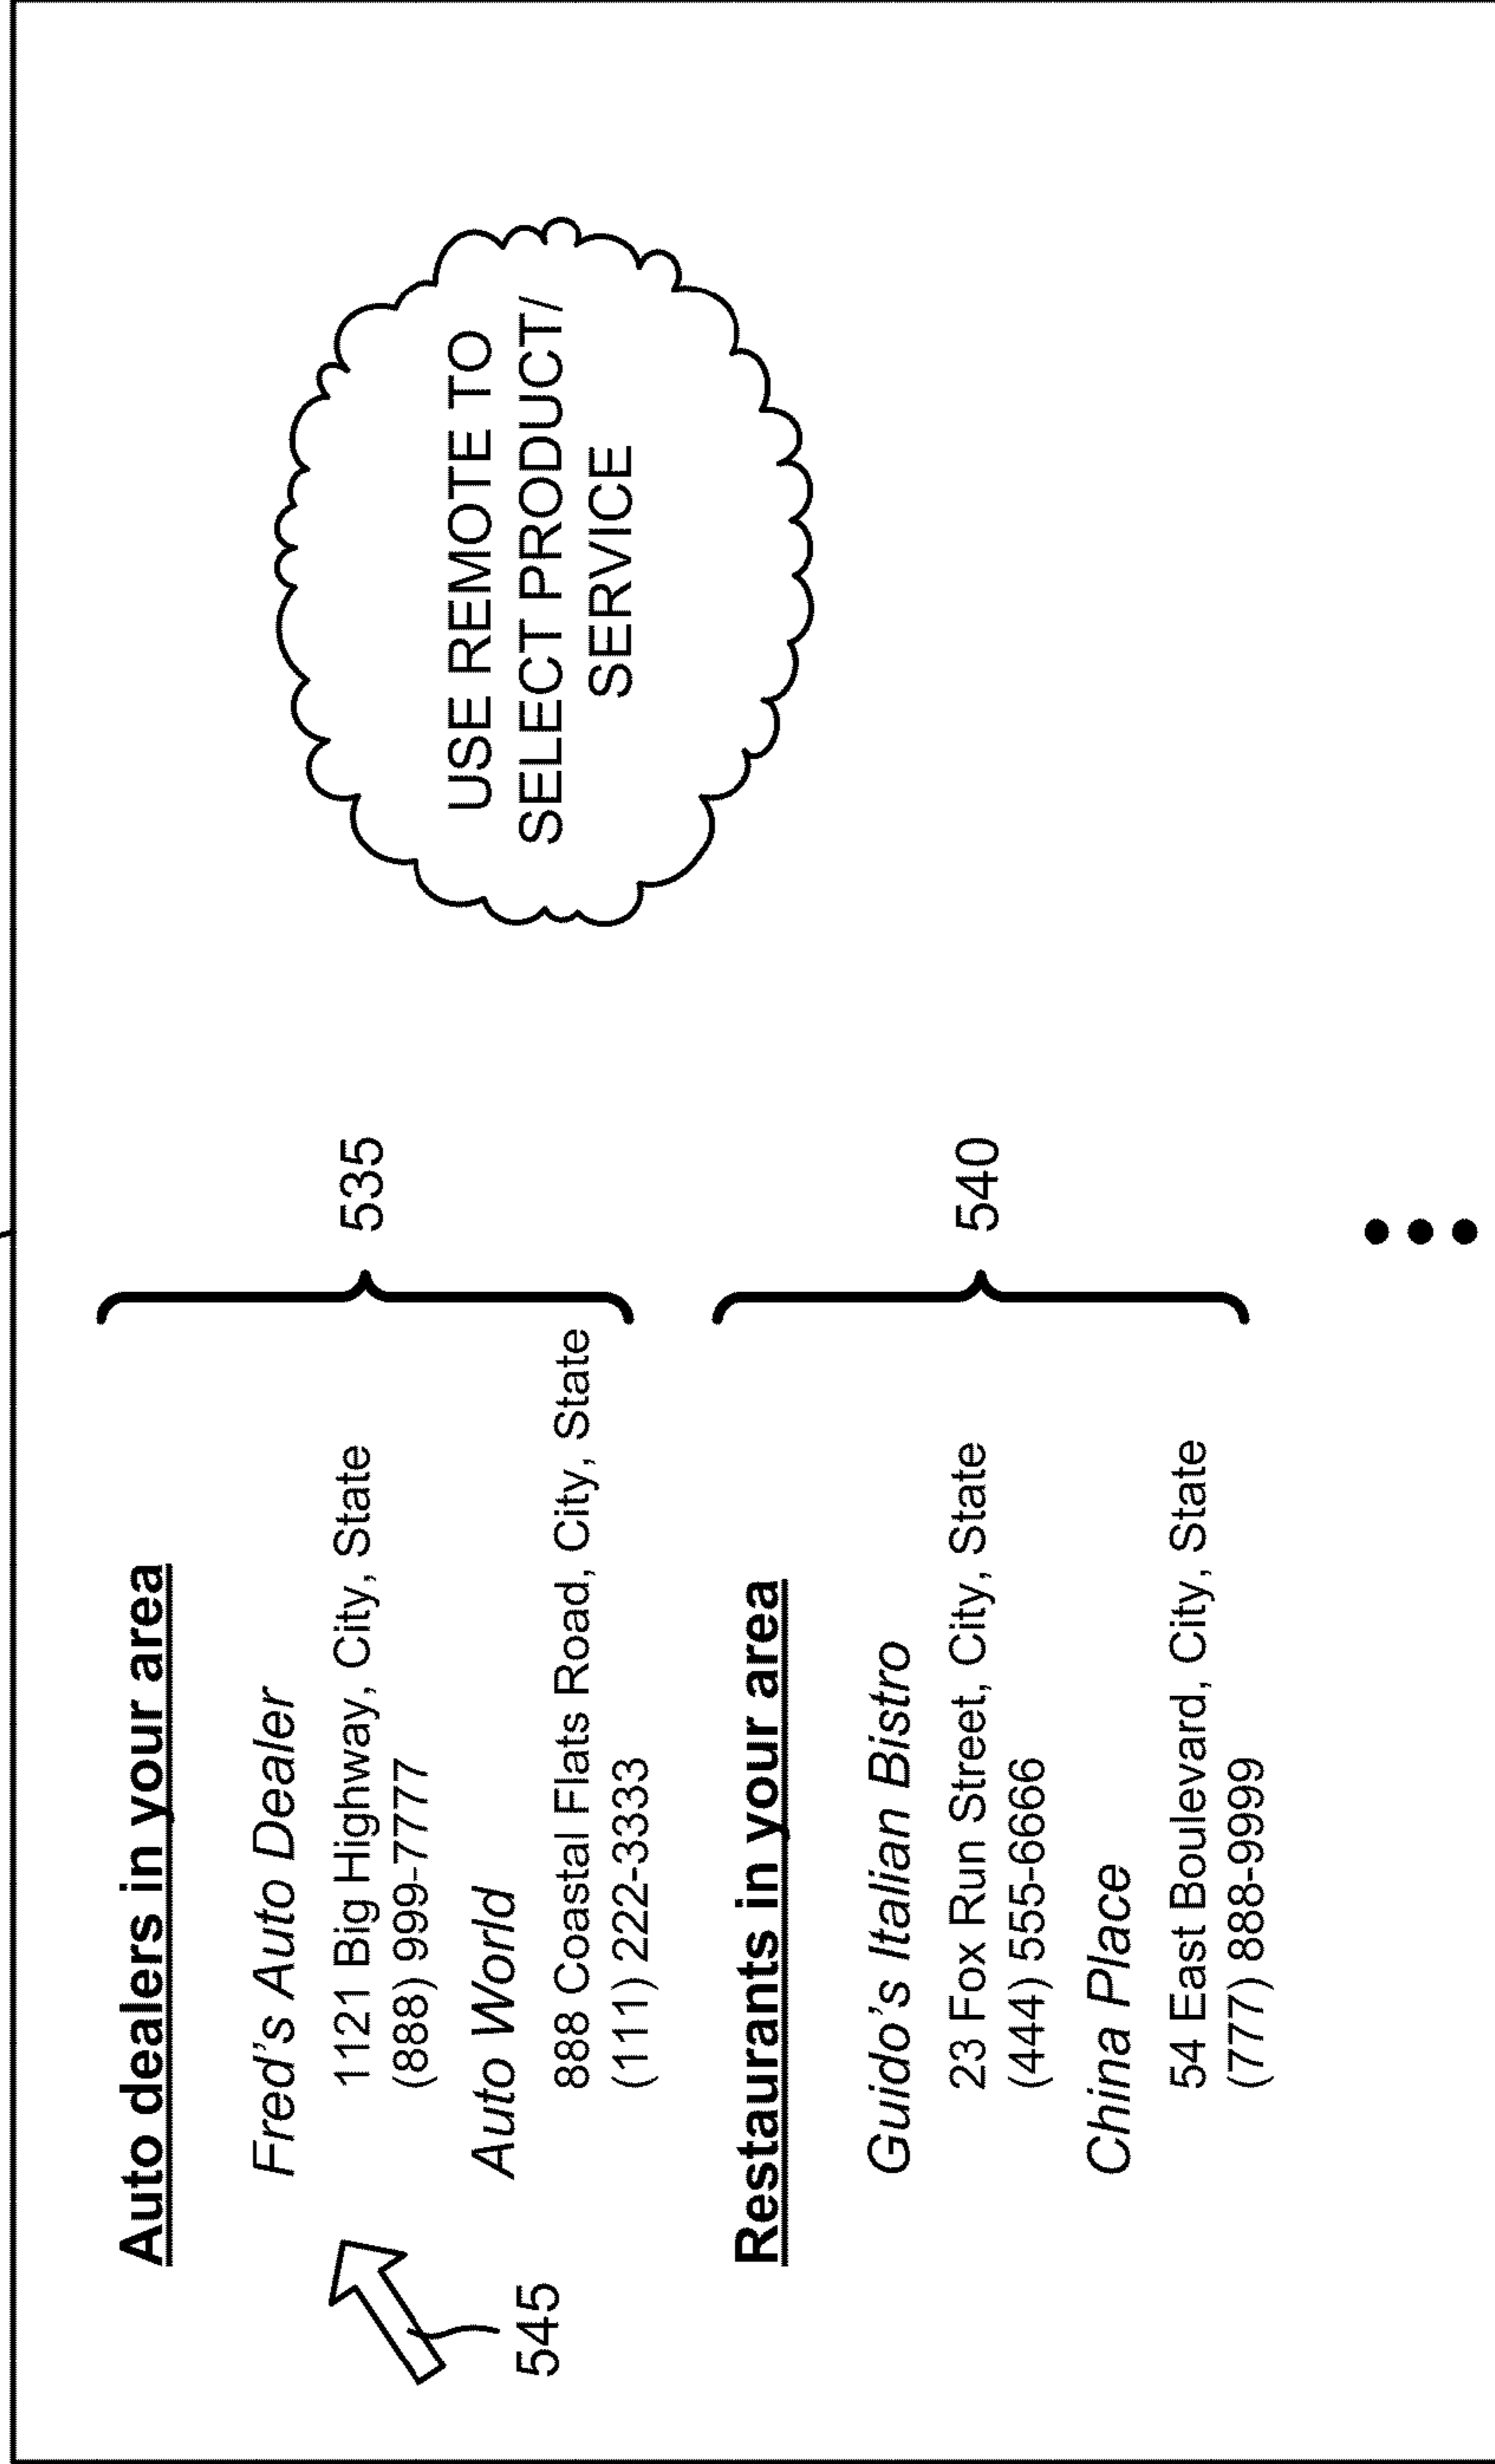 Auto dealers in your area
Fred's Auto Dealer
1121 Big Highway, City, State
(888) 999-7777
Auto World
888 Coastal Flats Road, City, State
(111) 222-3333
535
545
Restaurants in your area
Guido's Italian Bistro
23 Fox Run Street, City, State
(444) 555-6666
China Place
54 East Boulevard, City, State
(777) 888-9999
540
USE REMOTE TO
SELECT PRODUCT/
SERVICE